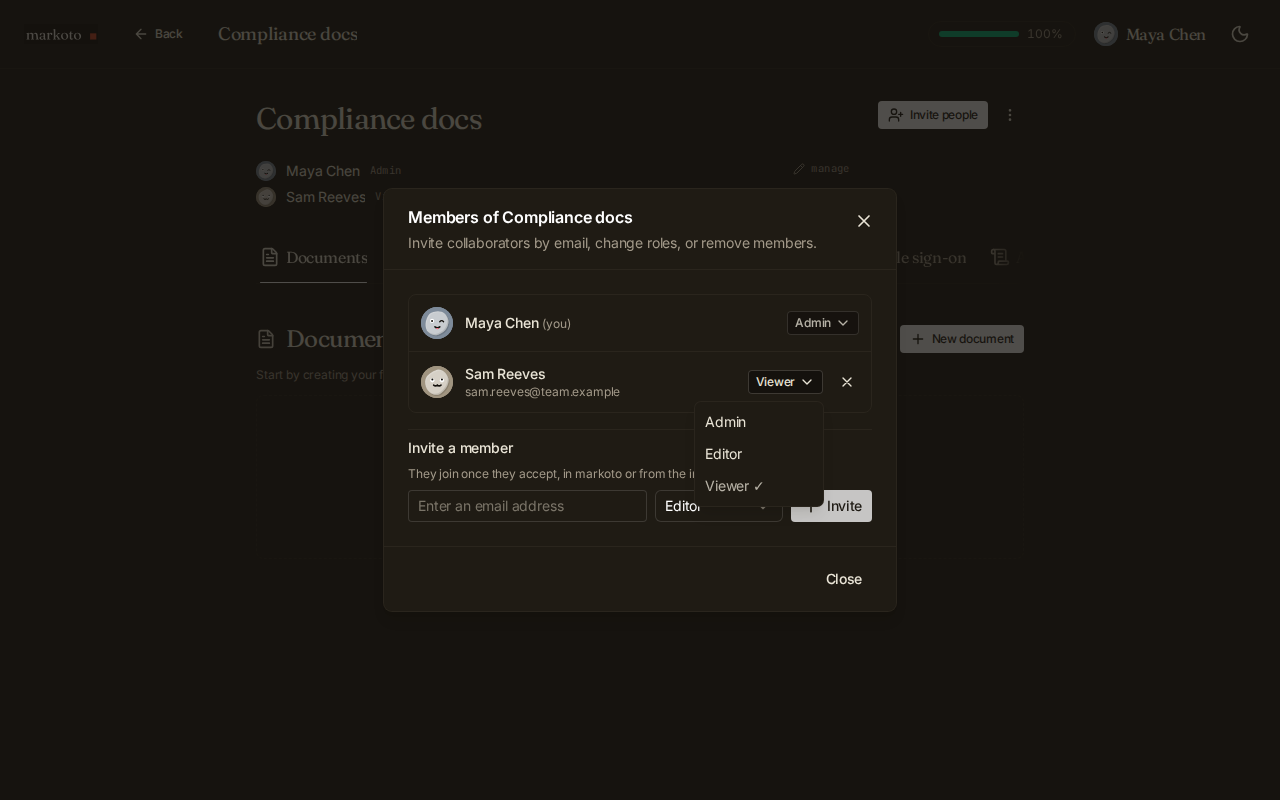 markoto
Back
Compliance docs
100%
Maya Chen
Compliance docs
Invite people
Maya Chen Admin
manage
Sam Reeves
Members of Compliance docs
Invite collaborators by email, change roles, or remove members.
Documents
sign-on
Maya Chen (you)
Admin
New document
Sam Reeves
sam.reeves@team.example
Viewer
Start by creating your
Admin
Editor
Viewer ✓
Invite a member
They join once they accept, in markoto or from the
Enter an email address
Editor
Invite
Close